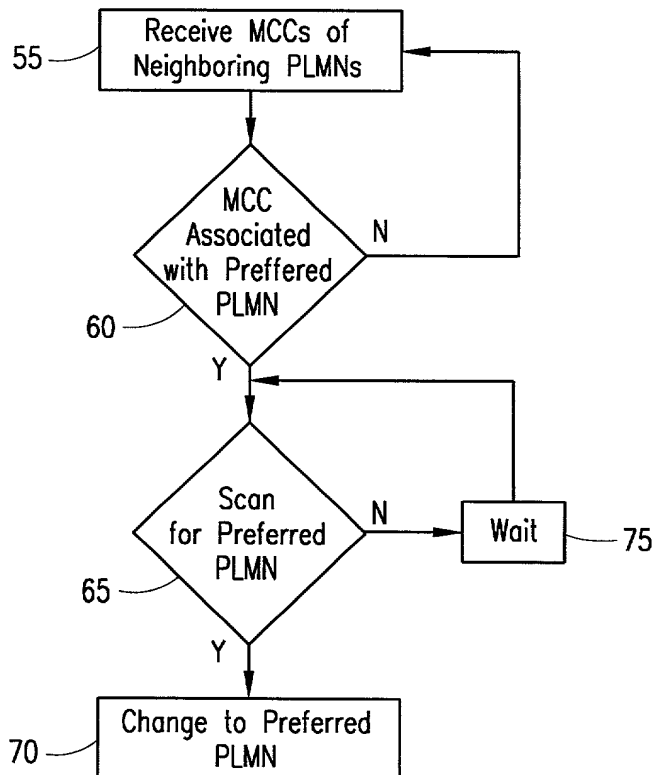 55
Receive MCCs of
Neighboring PLMNs
MCC
Associated
with Preffered
PLMN
N
60
Y
Scan
for Preferred
PLMN
N
Wait
75
65
Y
70
Change to Preferred
PLMN